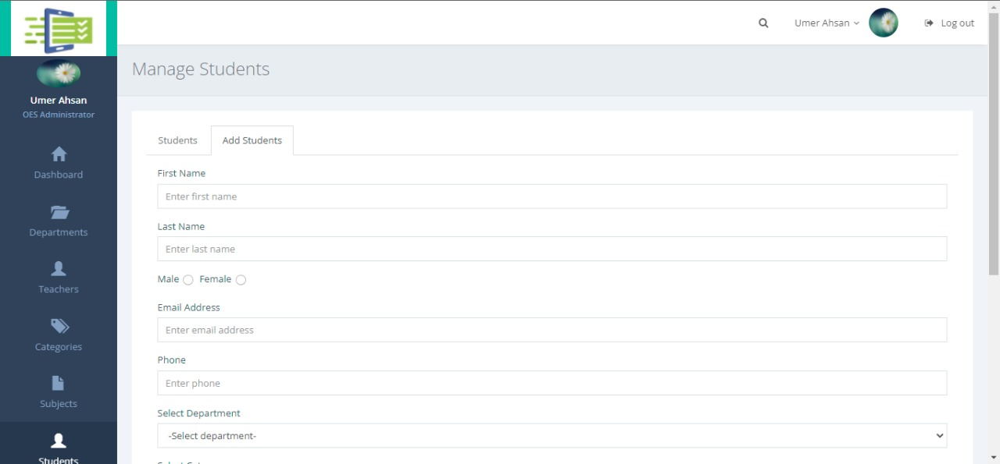 Umer Ahsan
Log out
Umer Ahsan
OES Administrator
Dashboard
Departments
Teachers
Categories
Subjects
Students
Manage Students
Students
Add Students
First Name
Enter first name
Last Name
Enter last name
Male Female
Email Address
Enter email address
Phone
Enter phone
Select Department
-Select department-